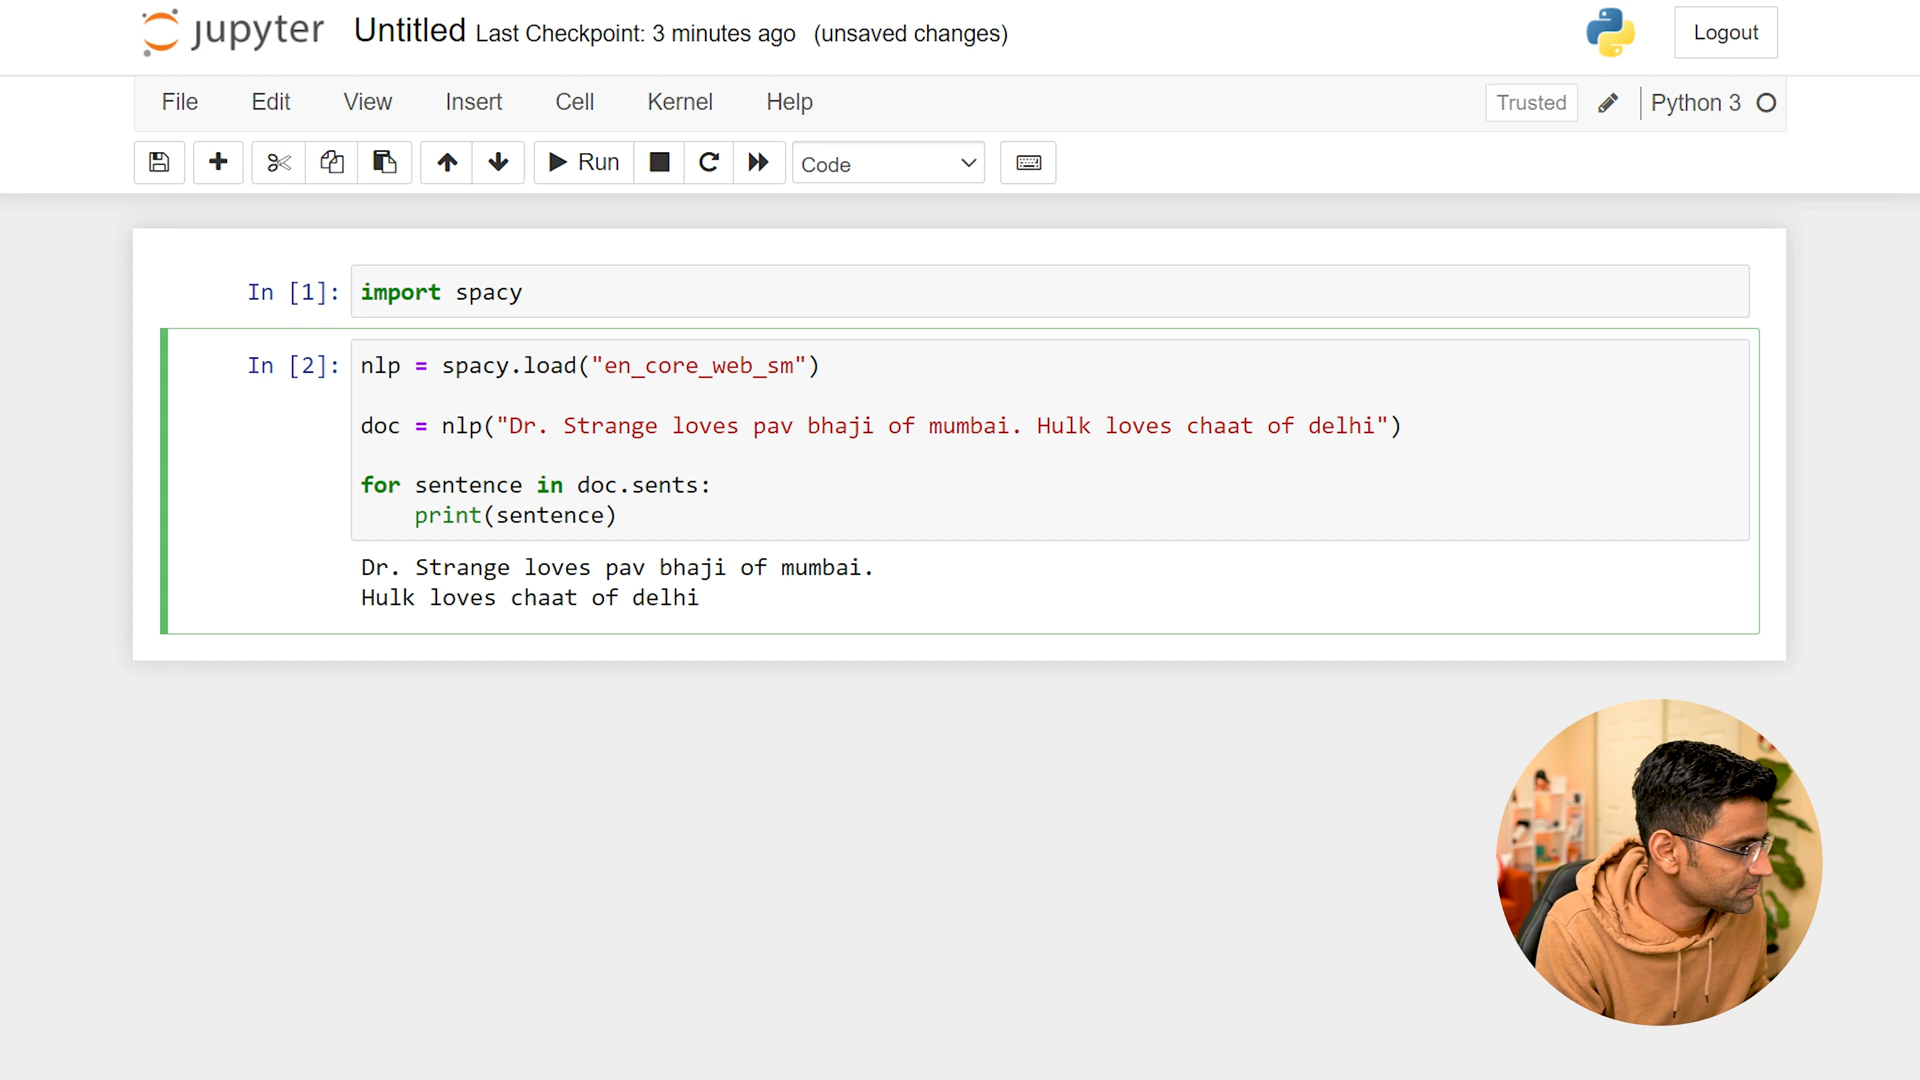 jupyter Untitled Last Checkpoint: 3 minutes ago (unsaved changes) Logout
File Edit View Insert Cell Kernel Help Trusted Python 3
Run Code
In [1]: import spacy
In [2]: nlp = spacy.load("en_core_web_sm")
doc = nlp("Dr. Strange loves pav bhaji of mumbai. Hulk loves chaat of delhi")
for sentence in doc.sents:
    print(sentence)
Dr. Strange loves pav bhaji of mumbai.
Hulk loves chaat of delhi